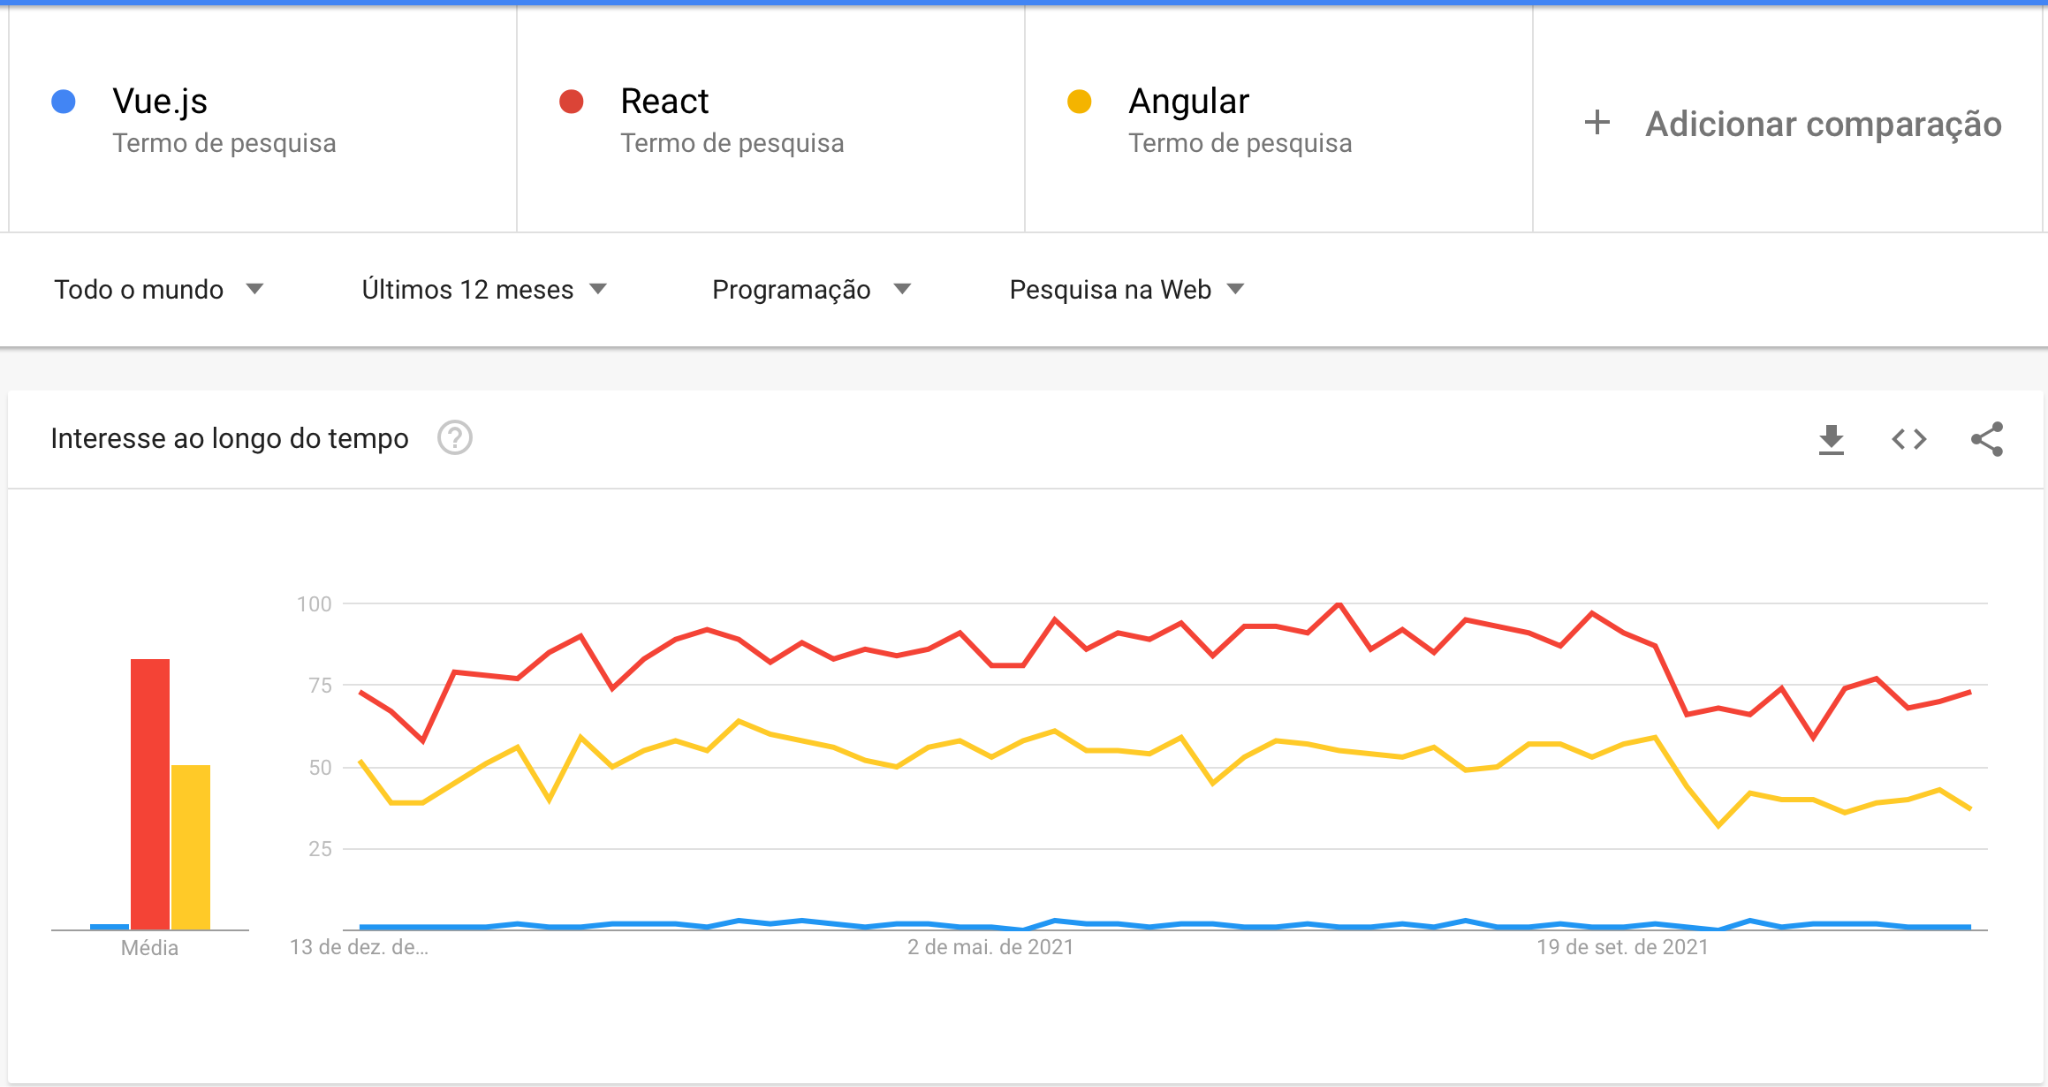 Vue.js
Termo de pesquisa
React
Termo de pesquisa
Angular
Termo de pesquisa
+ Adicionar comparação
Todo o mundo
Últimos 12 meses
Programação
Pesquisa na Web
Interesse ao longo do tempo ?
100
75
50
25
Média
13 de dez. de...
2 de mai. de 2021
19 de set. de 2021